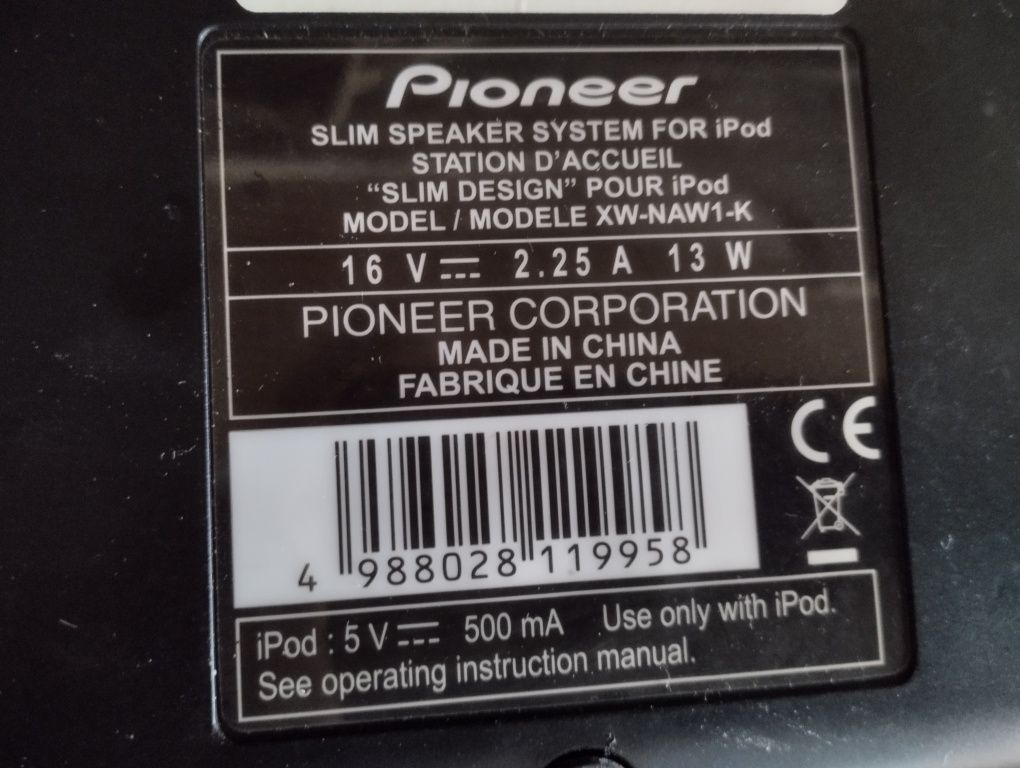 Pioneer
SLIM SPEAKER SYSTEM FOR iPod
STATION D'ACCUEIL
“SLIM DESIGN” POUR iPod
MODEL / MODELE XW-NAW1-K
16 V ⎓ 2.25 A 13 W
PIONEER CORPORATION
MADE IN CHINA
FABRIQUE EN CHINE
CE
4 988028 119958
iPod : 5 V ⎓ 500 mA Use only with iPod.
See operating instruction manual.